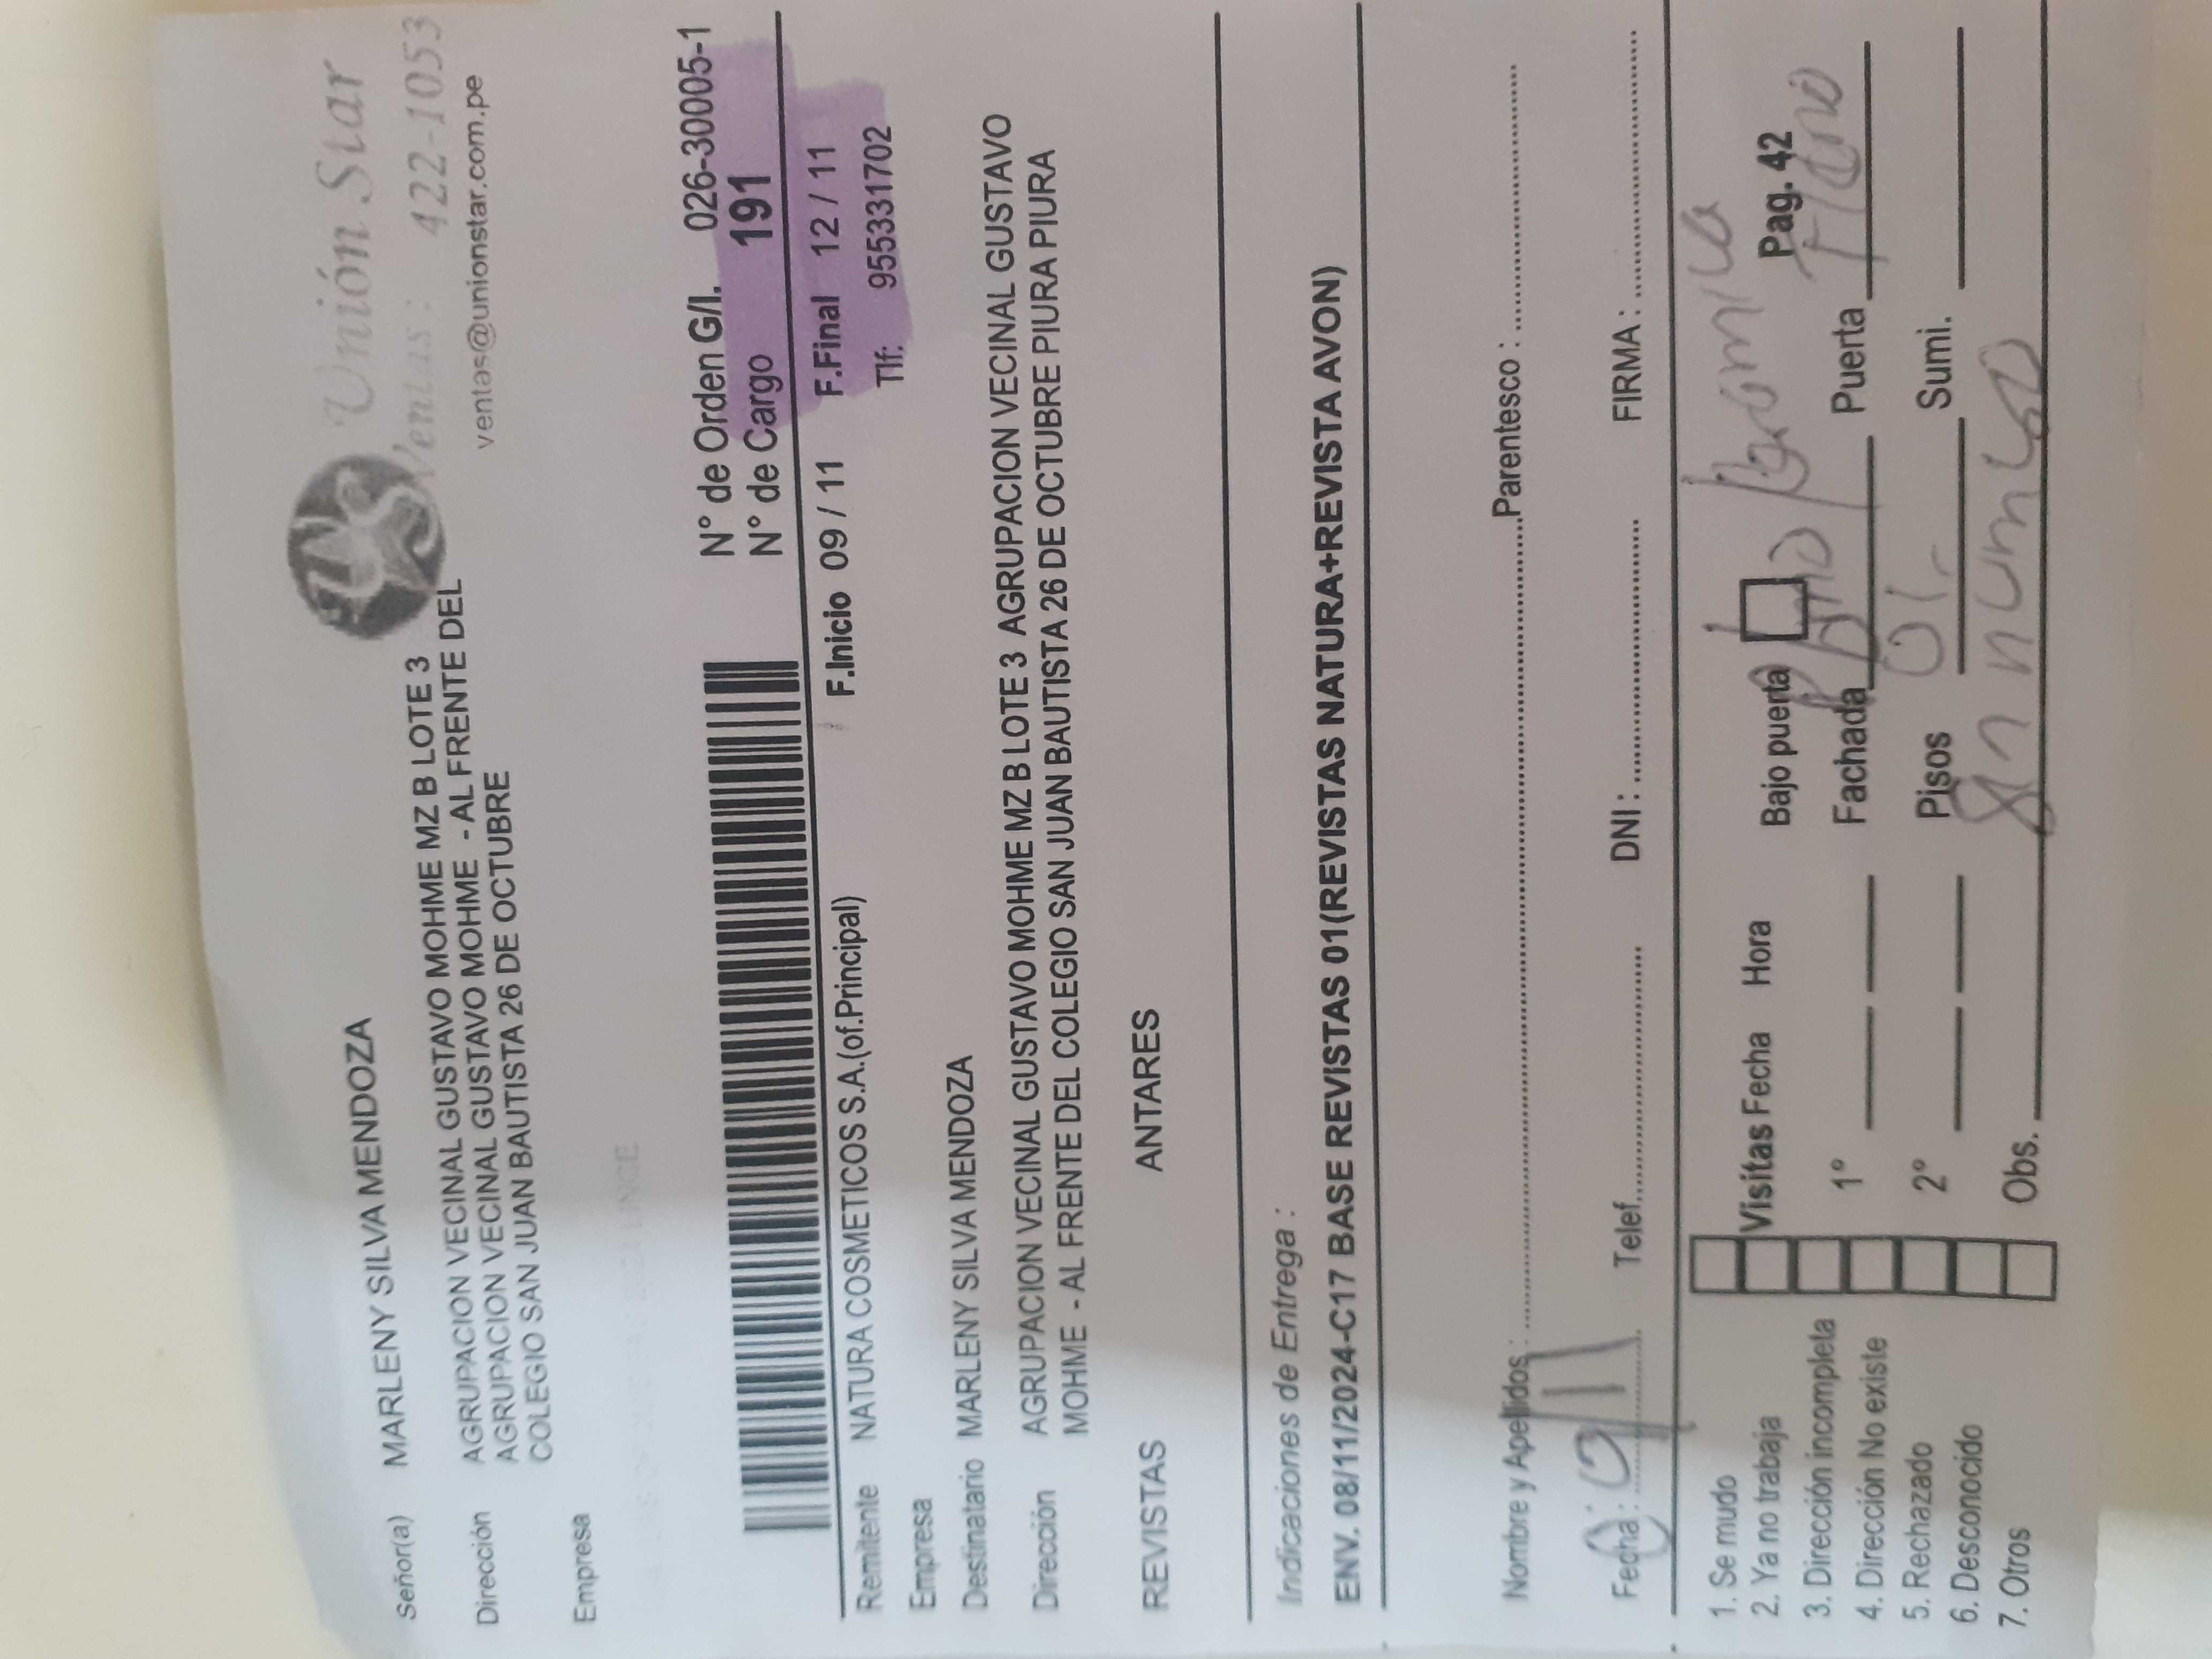 Unión Star
Ventas: 422-1053
ventas@unionstar.com.pe
Señor(a) MARLENY SILVA MENDOZA
Dirección AGRUPACION VECINAL GUSTAVO MOHME MZ B LOTE 3
AGRUPACION VECINAL GUSTAVO MOHME - AL FRENTE DEL
COLEGIO SAN JUAN BAUTISTA 26 DE OCTUBRE
Empresa
N° de Orden G/I. 026-30005-1
N° de Cargo 191
F.Inicio 09 / 11 F.Final 12 / 11
Remitente NATURA COSMETICOS S.A.(of.Principal) Tlf: 955331702
Empresa
Destinatario MARLENY SILVA MENDOZA
Dirección AGRUPACION VECINAL GUSTAVO MOHME MZ B LOTE 3 AGRUPACION VECINAL GUSTAVO
MOHME - AL FRENTE DEL COLEGIO SAN JUAN BAUTISTA 26 DE OCTUBRE PIURA PIURA
REVISTAS ANTARES
Indicaciones de Entrega :
ENV. 08/11/2024-C17 BASE REVISTAS 01(REVISTAS NATURA+REVISTA AVON)
Nombre y Apellidos: Parentesco :
Fecha: Telef. DNI: FIRMA:
1. Se mudo
2. Ya no trabaja
3. Dirección incompleta
4. Dirección No existe
5. Rechazado
6. Desconocido
7. Otros
Visitas Fecha Hora Bajo puerta Pag. 42
1º Fachada Puerta
2º Pisos 01 Sumi.
Obs. Sn numero